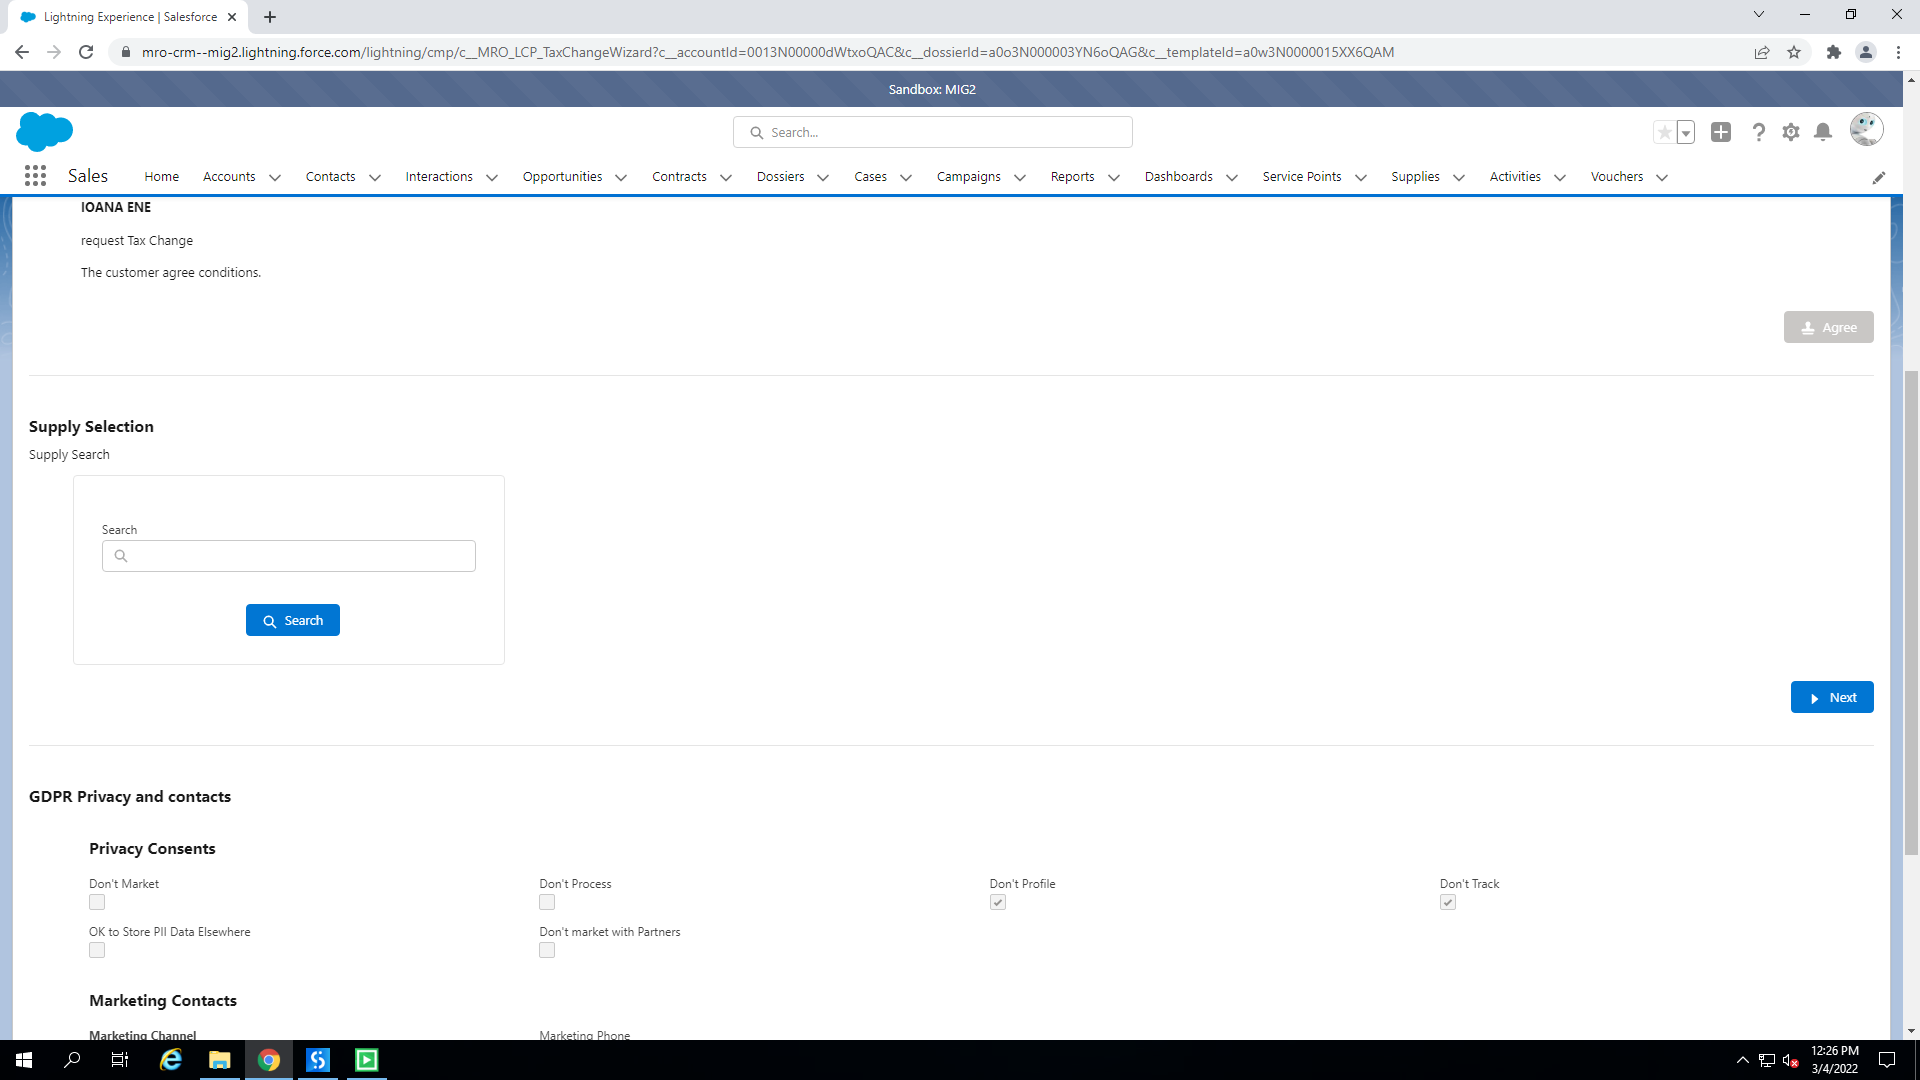 Lightning Experience | Salesforce
mro-crm--mig2.lightning.force.com/lightning/cmp/c__MRO_LCP_TaxChangeWizard?c__accountId=0013N00000dWtxoQAC&c__dossierId=a0o3N000003YN6oQAG&c__templateId=a0w3N0000015XX6QAM
Sandbox: MIG2
Search...
Sales Home Accounts Contacts Interactions Opportunities Contracts Dossiers Cases Campaigns Reports Dashboards Service Points Supplies Activities Vouchers
IOANA ENE
request Tax Change
The customer agree conditions.
Agree
Supply Selection
Supply Search
Search
Search
Next
GDPR Privacy and contacts
Privacy Consents
Don't Market Don't Process Don't Profile Don't Track
OK to Store PII Data Elsewhere Don't market with Partners
Marketing Contacts
Marketing Channel Marketing Phone
12:26 PM
3/4/2022